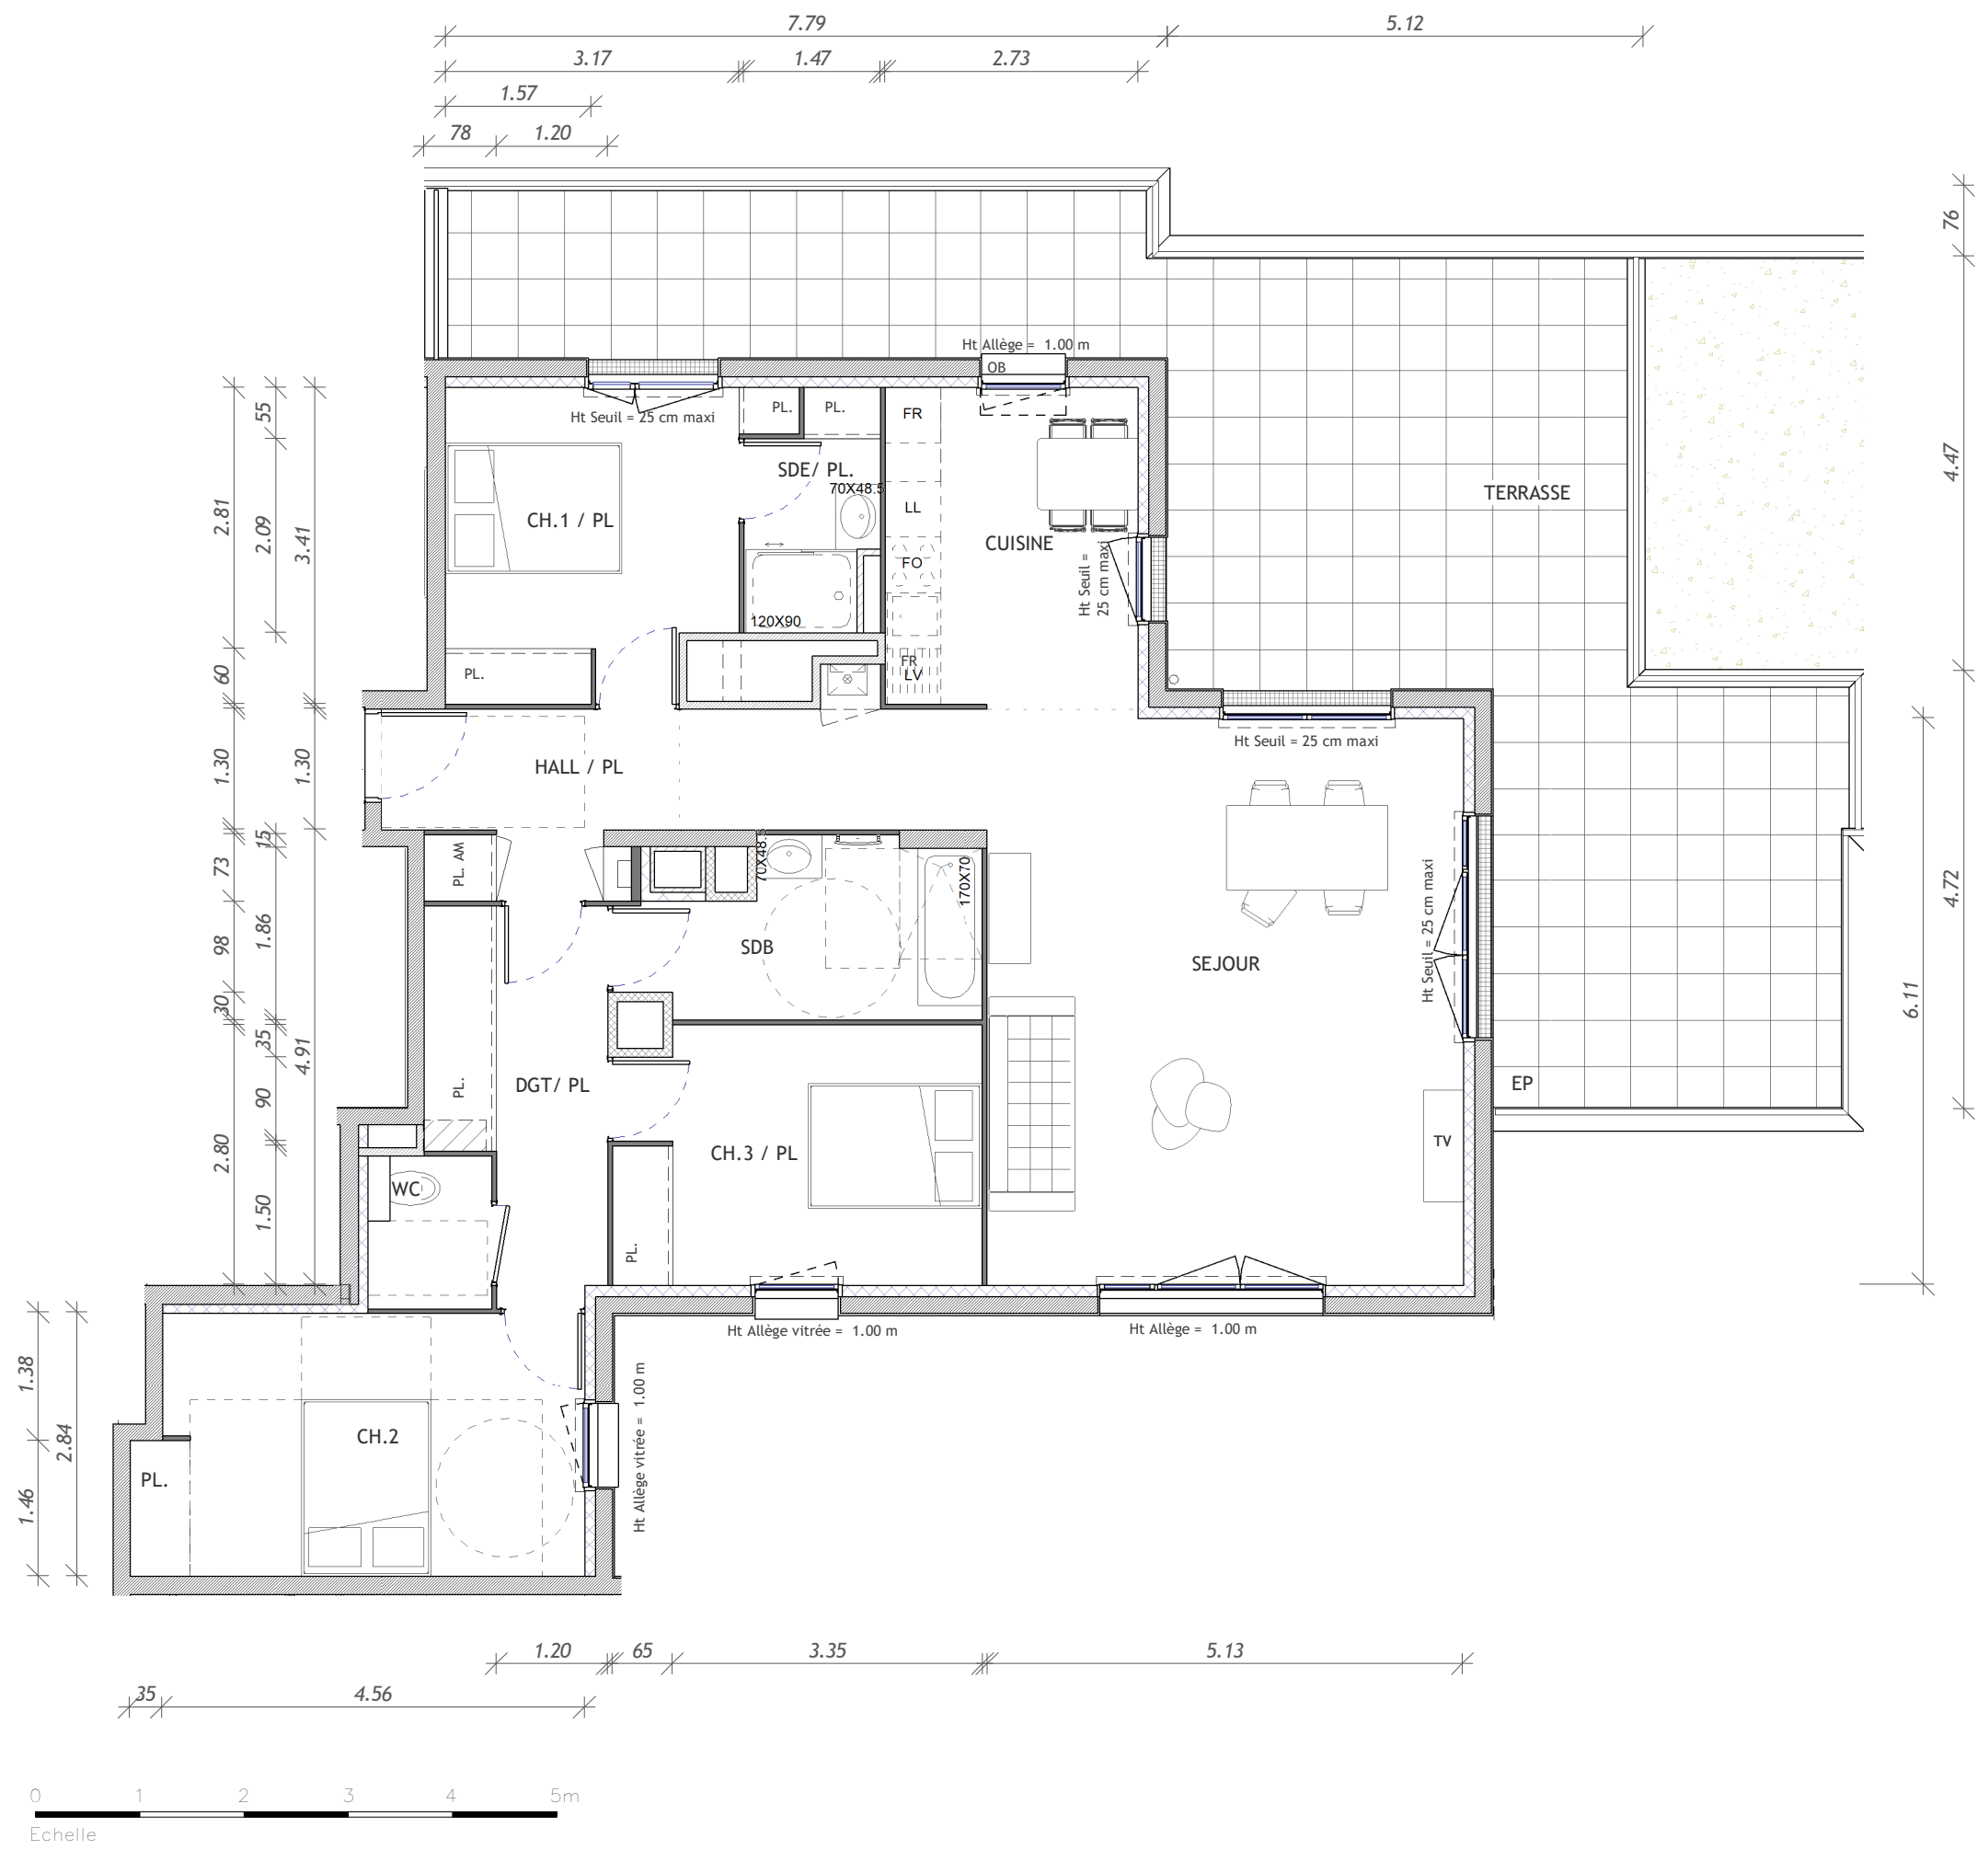 7.79
5.12
3.17
1.47
2.73
1.57
78
1.20
76
Ht Allège = 1.00 m
OB
55
PL.
PL.
FR
Ht Seuil = 25 cm maxi
4.47
SDE/ PL.
70X48.5
TERRASSE
2.81
2.09
3.41
CH.1 / PL
LL
CUISINE
FO
Ht Seuil =
25 cm maxi
120X90
60
PL.
FR
LV
Ht Seuil = 25 cm maxi
1.30
1.30
HALL / PL
15
73
PL. AM
70X48.5
170X70
4.72
Ht Seuil = 25 cm maxi
98
1.86
SDB
SEJOUR
6.11
30
35
4.91
90
PL.
DGT/ PL
EP
2.80
CH.3 / PL
TV
WC
1.50
PL.
Ht Allège vitrée = 1.00 m
Ht Allège = 1.00 m
1.38
2.84
CH.2
Ht Allège vitrée = 1.00 m
PL.
1.46
1.20
65
3.35
5.13
35
4.56
0 1 2 3 4 5m
Echelle